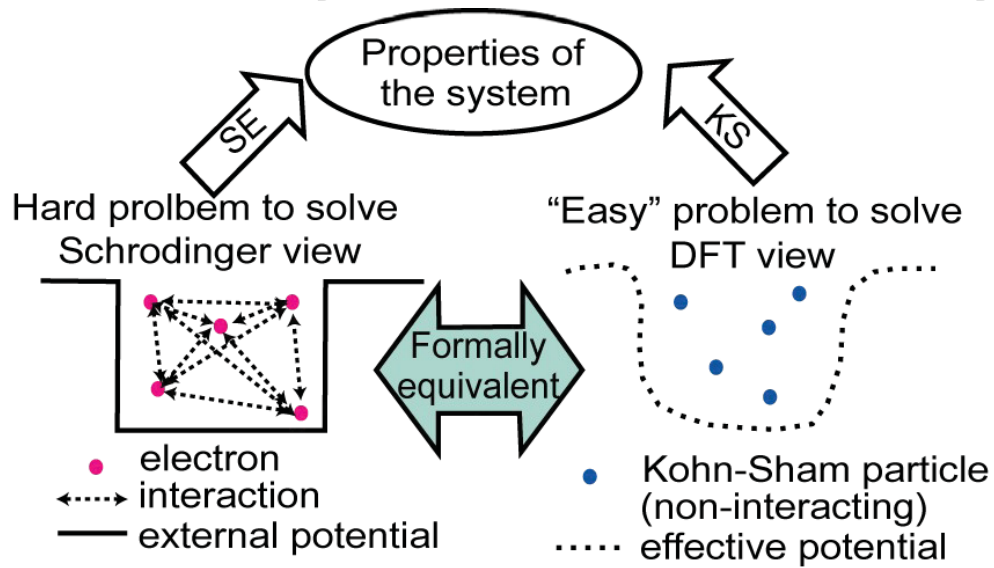 Properties of
the system
SE
KS
Hard prolbem to solve
Schrodinger view
“Easy” problem to solve
DFT view
Formally
equivalent
electron
interaction
external potential
Kohn-Sham particle
(non-interacting)
effective potential